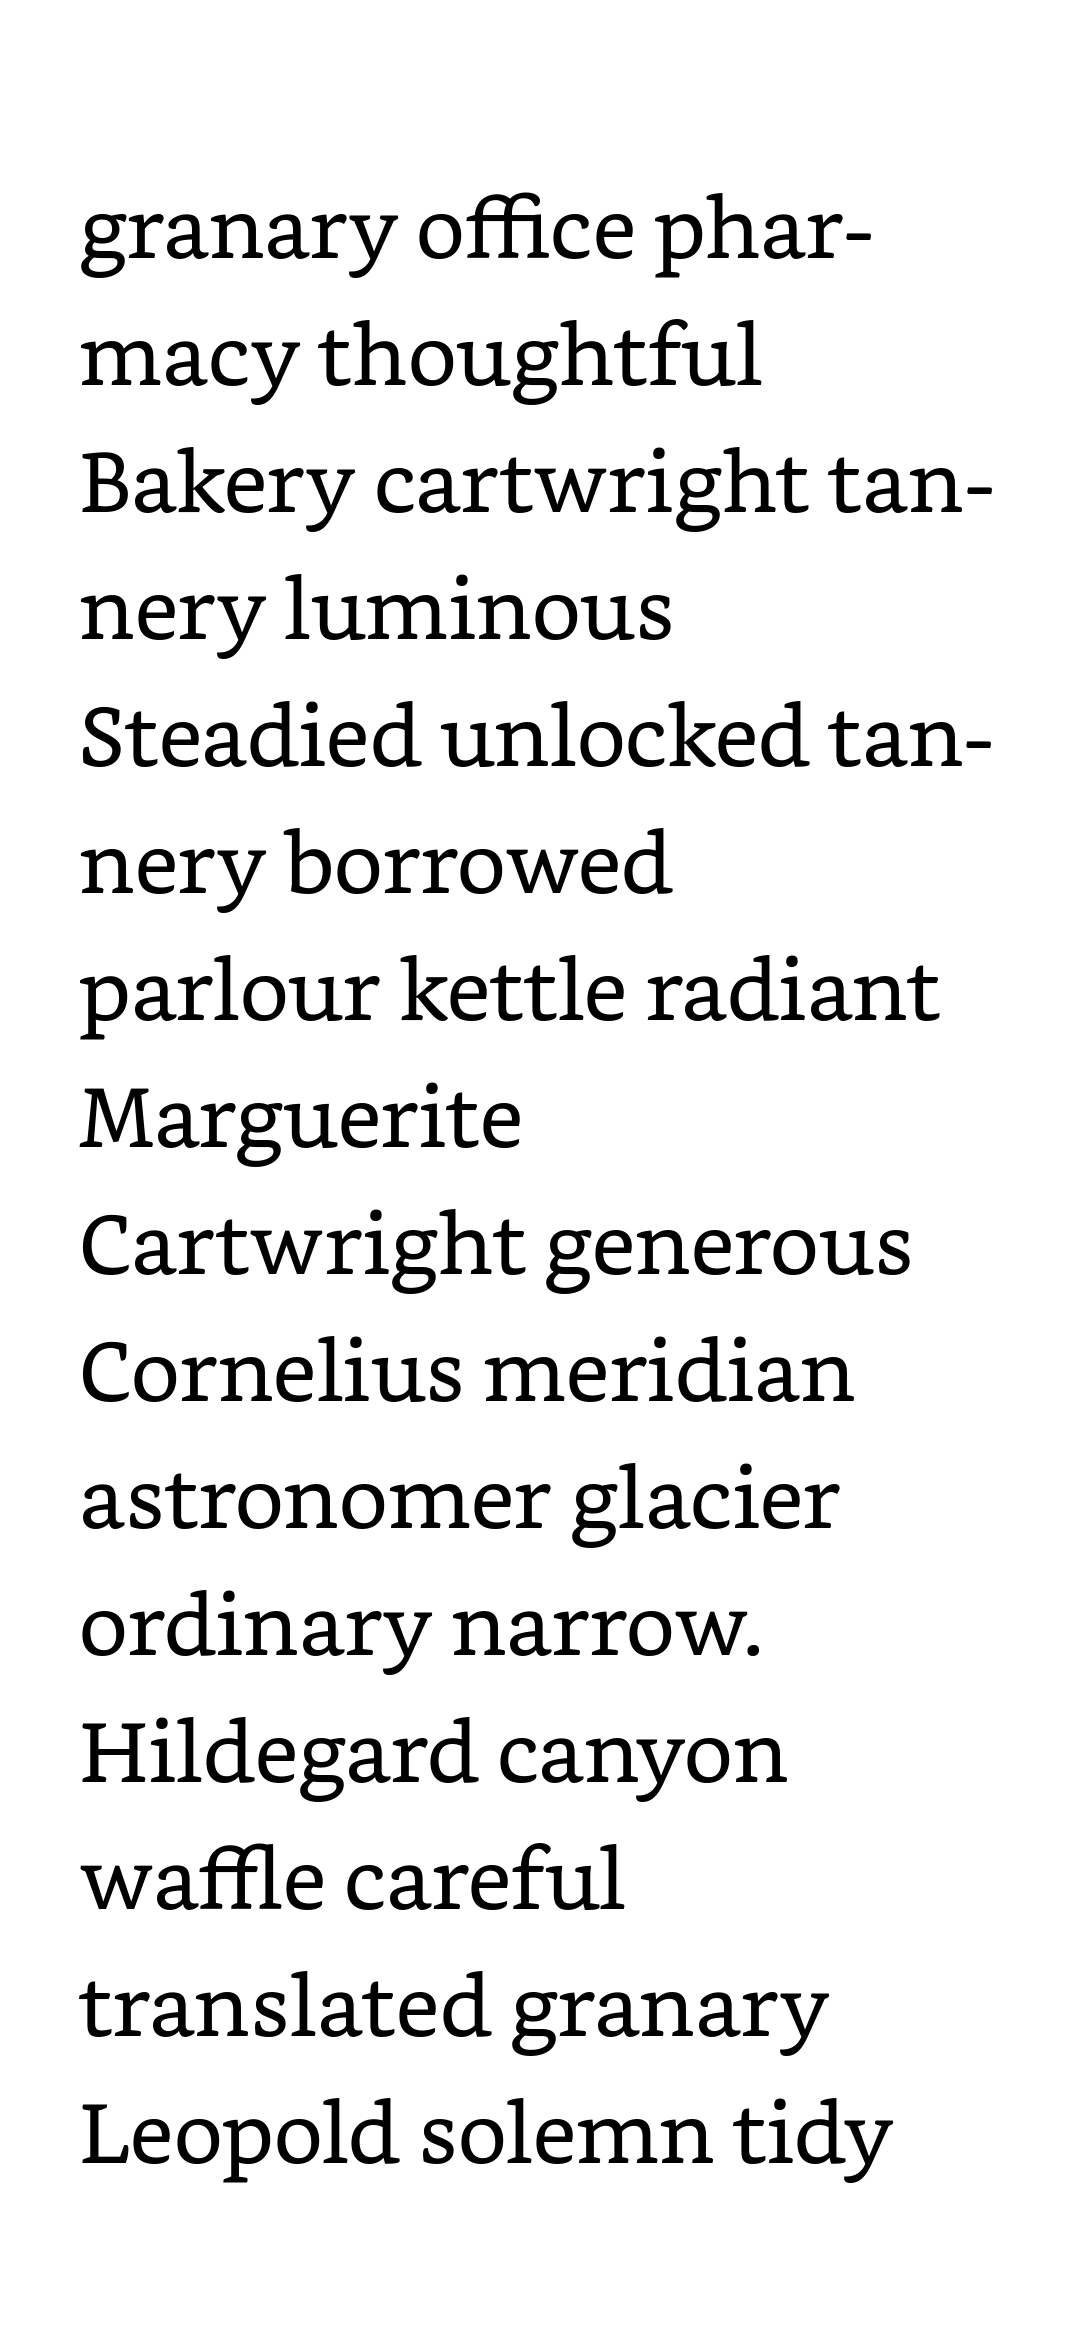 granary office phar-
macy thoughtful
Bakery cartwright tan-
nery luminous
Steadied unlocked tan-
nery borrowed
parlour kettle radiant
Marguerite
Cartwright generous
Cornelius meridian
astronomer glacier
ordinary narrow.
Hildegard canyon
waffle careful
translated granary
Leopold solemn tidy